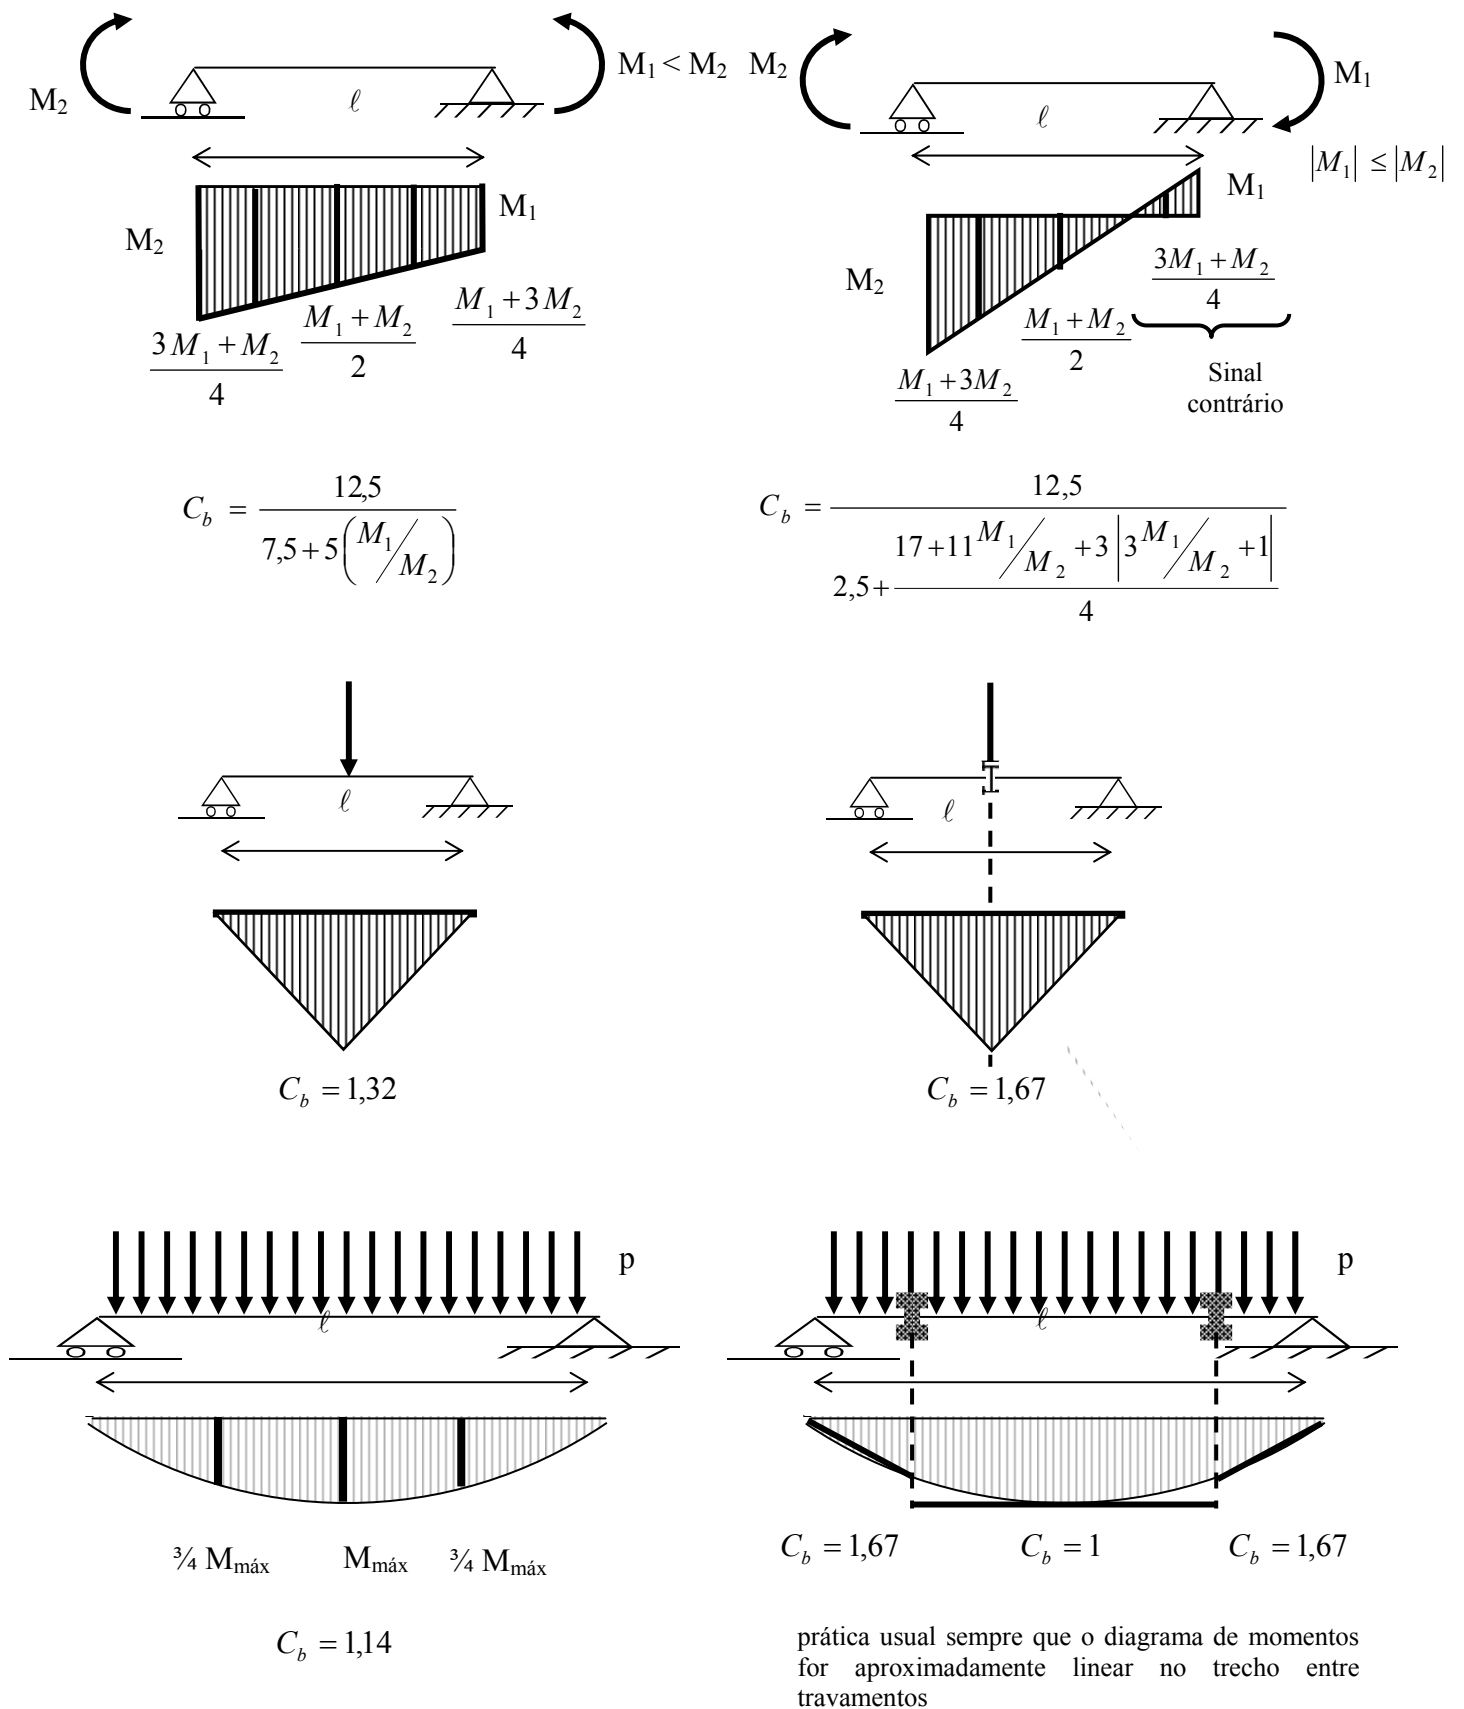 M₂
ℓ
M₁ < M₂
M₂
M₁
3M₁ + M₂ / 4
M₁ + M₂ / 2
M₁ + 3M₂ / 4
M₂
ℓ
M₁
|M₁| ≤ |M₂|
M₁
M₂
M₁ + 3M₂ / 4
M₁ + M₂ / 2
3M₁ + M₂ / 4
Sinal
contrário
C_b = 12,5 / (7,5 + 5(M₁/M₂))
C_b = 12,5 / (2,5 + (17 + 11 M₁/M₂ + 3 |3 M₁/M₂ + 1|) / 4)
ℓ
C_b = 1,32
ℓ
C_b = 1,67
p
ℓ
¾ Mmáx Mmáx ¾ Mmáx
C_b = 1,14
p
ℓ
C_b = 1,67 C_b = 1 C_b = 1,67
prática usual sempre que o diagrama de momentos
for aproximadamente linear no trecho entre
travamentos